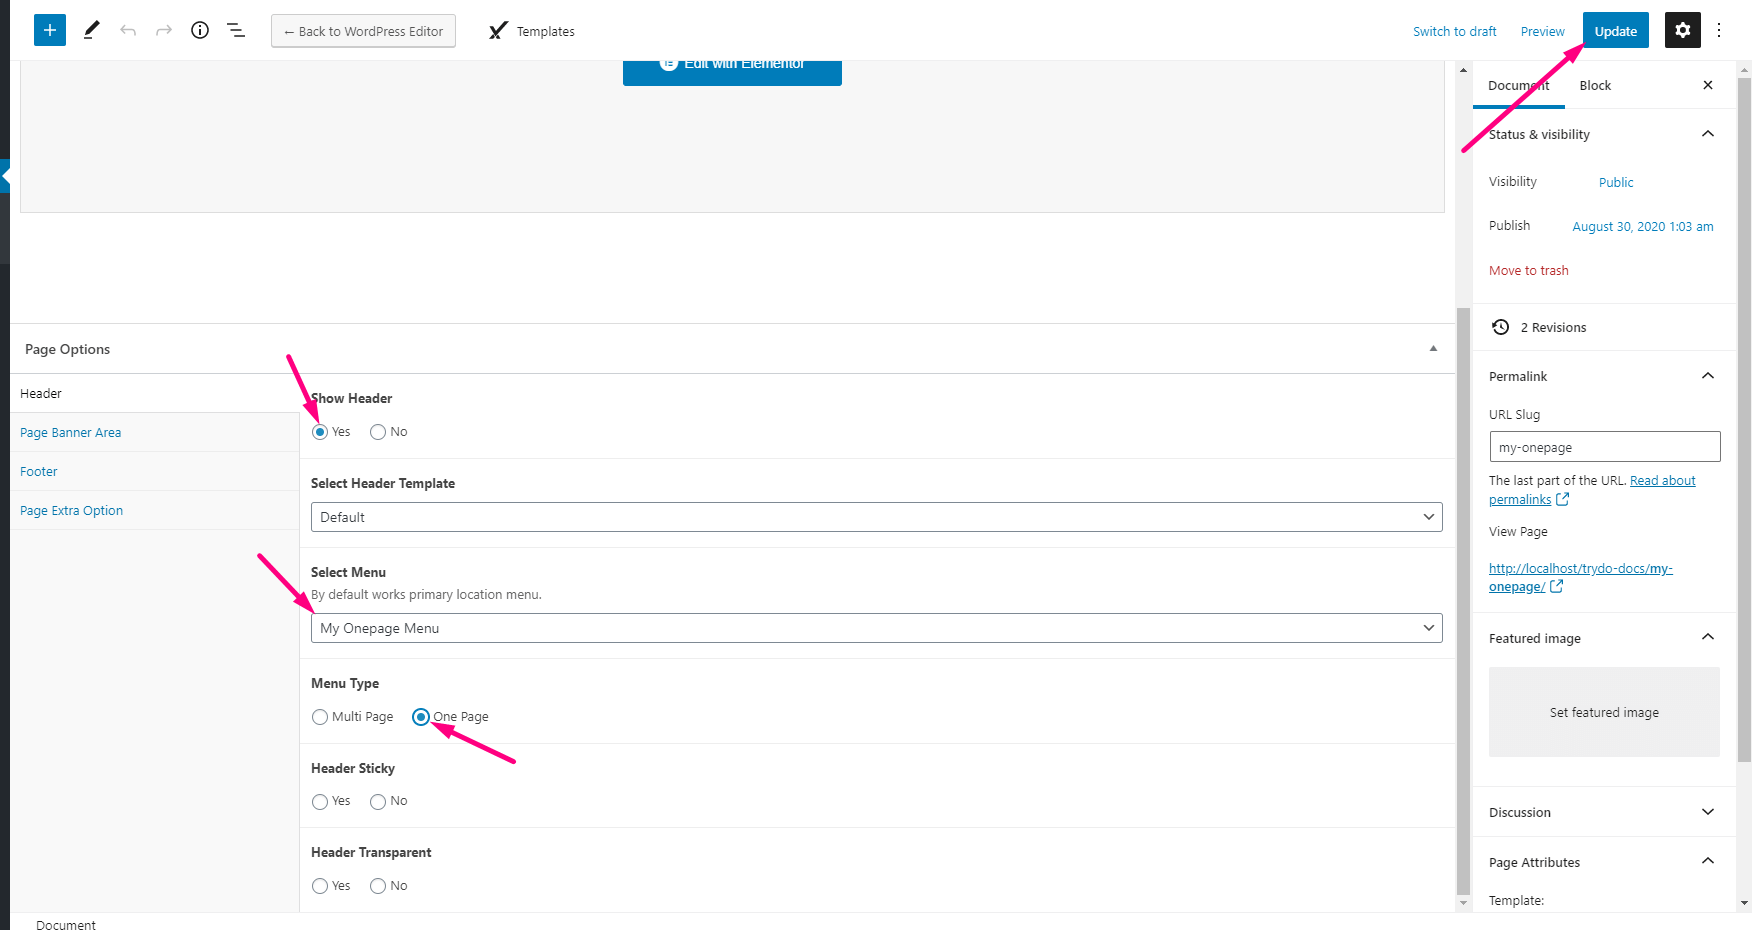 ← Back to WordPress Editor
Templates
Switch to draft
Preview
Update
Edit with Elementor
Document
Block
Status & visibility
Visibility
Public
Publish
August 30, 2020 1:03 am
Move to trash
2 Revisions
Permalink
URL Slug
my-onepage
The last part of the URL. Read about
permalinks
View Page
http://localhost/trydo-docs/my-
onepage/
Featured image
Set featured image
Discussion
Page Attributes
Template:
Page Options
Header
Page Banner Area
Footer
Page Extra Option
Show Header
Yes No
Select Header Template
Default
Select Menu
By default works primary location menu.
My Onepage Menu
Menu Type
Multi Page One Page
Header Sticky
Yes No
Header Transparent
Yes No
Document